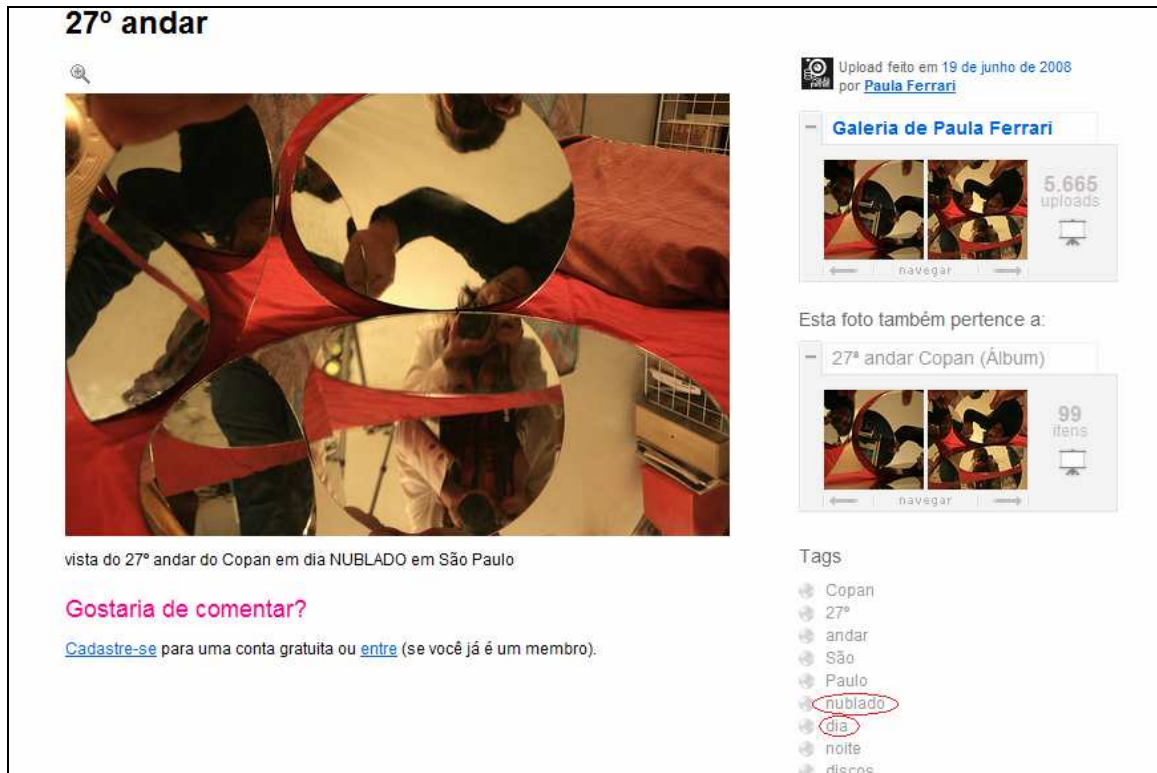 27º andar
Upload feito em 19 de junho de 2008
por Paula Ferrari
Galeria de Paula Ferrari
5.665
uploads
navegar
vista do 27º andar do Copan em dia NUBLADO em São Paulo
Gostaria de comentar?
Cadastre-se para uma conta gratuita ou entre (se você já é um membro).
Esta foto também pertence a:
27ª andar Copan (Álbum)
99
itens
navegar
Tags
Copan
27º
andar
São
Paulo
nublado
dia
noite
discos